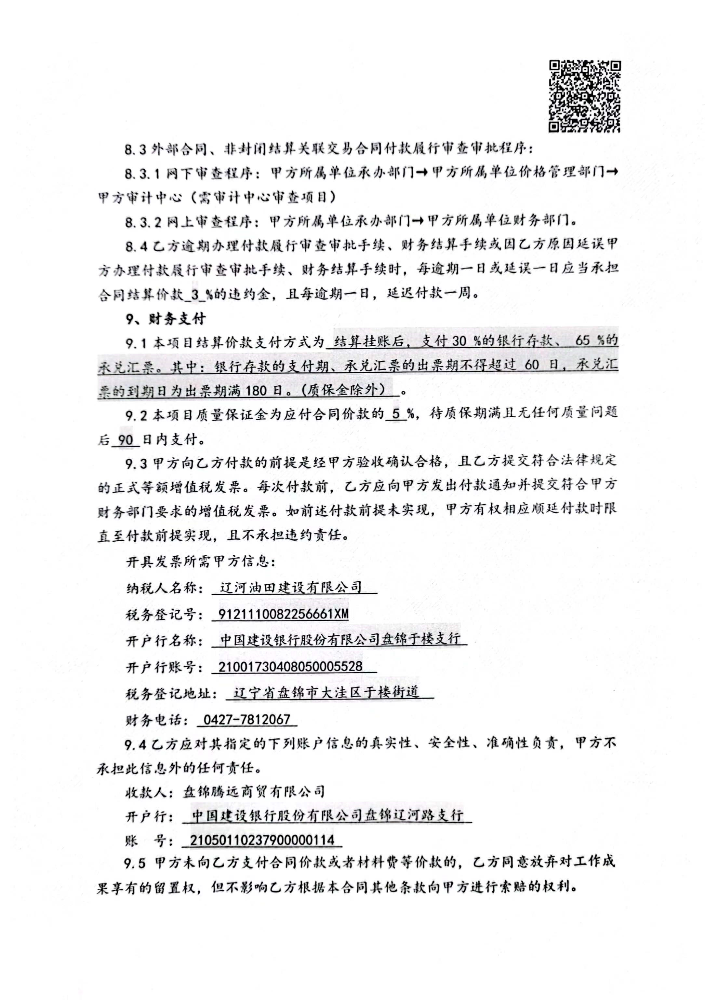 8.3 外部合同、非封闭结算关联交易合同付款履行审查审批程序：
8.3.1 网下审查程序：甲方所属单位承办部门→甲方所属单位价格管理部门→
甲方审计中心（需审计中心审查项目）
8.3.2 网上审查程序：甲方所属单位承办部门→甲方所属单位财务部门。
8.4 乙方逾期办理付款履行审查审批手续、财务结算手续或因乙方原因延误甲
方办理付款履行审查审批手续、财务结算手续时，每逾期一日或延误一日应当承担
合同结算价款_3_%的违约金，且每逾期一日，延迟付款一周。
9、财务支付
9.1 本项目结算价款支付方式为 结算挂账后，支付 30 %的银行存款、 65 %的
承兑汇票。其中：银行存款的支付期、承兑汇票的出票期不得超过 60 日，承兑汇
票的到期日为出票期满 180 日。（质保金除外） 。
9.2 本项目质量保证金为应付合同价款的 5 %，待质保期满且无任何质量问题
后 90 日内支付。
9.3 甲方向乙方付款的前提是经甲方验收确认合格，且乙方提交符合法律规定
的正式等额增值税发票。每次付款前，乙方应向甲方发出付款通知并提交符合甲方
财务部门要求的增值税发票。如前述付款前提未实现，甲方有权相应顺延付款时限
直至付款前提实现，且不承担违约责任。
开具发票所需甲方信息：
纳税人名称： 辽河油田建设有限公司
税务登记号： 9121110082256661XM
开户行名称： 中国建设银行股份有限公司盘锦于楼支行
开户行账号： 21001730408050005528
税务登记地址： 辽宁省盘锦市大洼区于楼街道
财务电话： 0427-7812067
9.4 乙方应对其指定的下列账户信息的真实性、安全性、准确性负责，甲方不
承担此信息外的任何责任。
收款人：盘锦腾远商贸有限公司
开户行： 中国建设银行股份有限公司盘锦辽河路支行
账 号： 21050110237900000114
9.5 甲方未向乙方支付合同价款或者材料费等价款的，乙方同意放弃对工作成
果享有的留置权，但不影响乙方根据本合同其他条款向甲方进行索赔的权利。